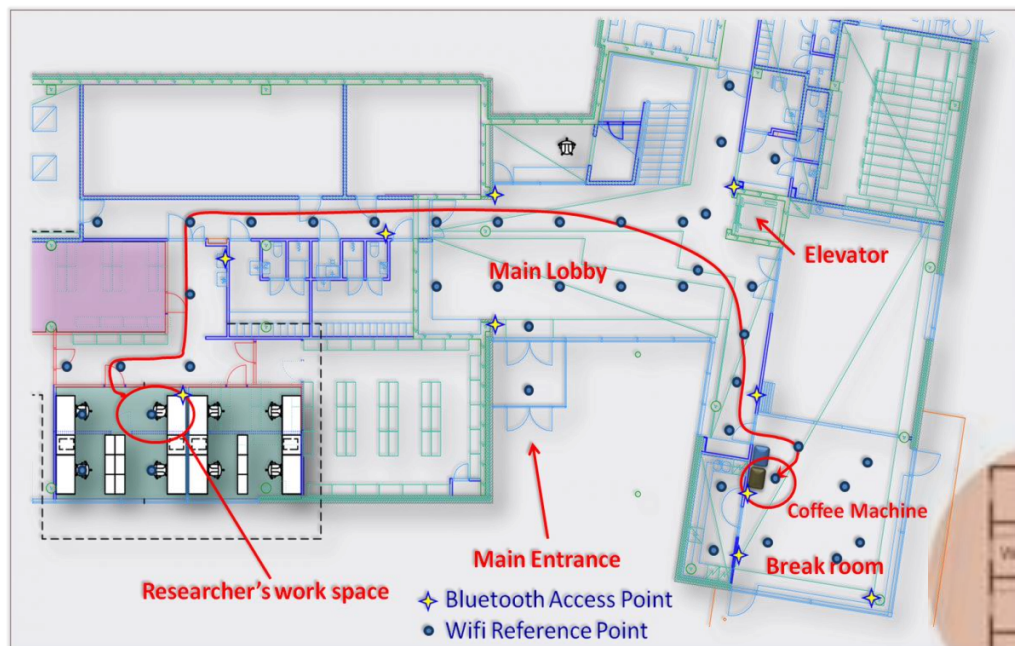 Elevator
Main Lobby
Coffee Machine
Main Entrance
Break room
Researcher's work space
Bluetooth Access Point
Wifi Reference Point